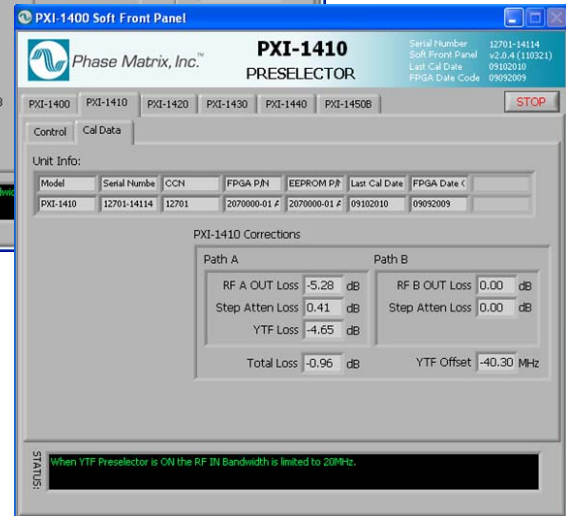 PXI-1400 Soft Front Panel
Phase Matrix, Inc.™
PXI-1410
PRESELECTOR
Serial Number 12701-14114
Soft Front Panel v2.0.4 (110321)
Last Cal Date 09102010
FPGA Date Code 09092009
PXI-1400 PXI-1410 PXI-1420 PXI-1430 PXI-1440 PXI-1450B STOP
Control Cal Data
Unit Info:
Model Serial Numbe CCN FPGA P/N EEPROM P/ Last Cal Date FPGA Date C
PXI-1410 12701-14114 12701 2070000-01 2070000-01 09102010 09092009
PXI-1410 Corrections
Path A Path B
RF A OUT Loss -5.28 dB RF B OUT Loss 0.00 dB
Step Atten Loss 0.41 dB Step Atten Loss 0.00 dB
YTF Loss -4.65 dB
Total Loss -0.96 dB YTF Offset -40.30 MHz
STATUS: When YTF Preselector is ON the RF IN Bandwidth is limited to 20MHz.